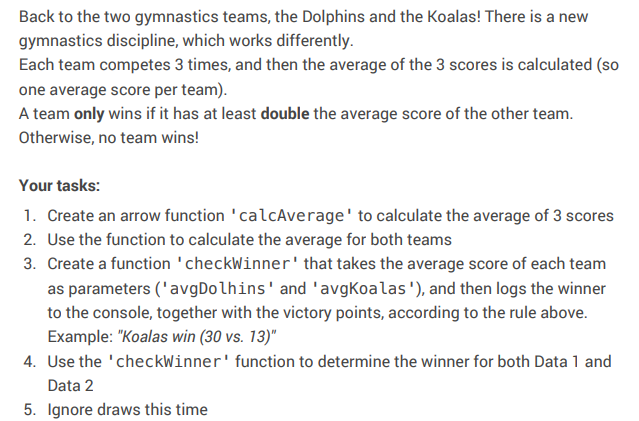 Back to the two gymnastics teams, the Dolphins and the Koalas! There is a new
gymnastics discipline, which works differently.
Each team competes 3 times, and then the average of the 3 scores is calculated (so
one average score per team).
A team only wins if it has at least double the average score of the other team.
Otherwise, no team wins!
Your tasks:
1. Create an arrow function 'calcAverage' to calculate the average of 3 scores
2. Use the function to calculate the average for both teams
3. Create a function 'checkWinner' that takes the average score of each team
as parameters ('avgDolhins' and 'avgKoalas'), and then logs the winner
to the console, together with the victory points, according to the rule above.
Example: "Koalas win (30 vs. 13)"
4. Use the 'checkWinner' function to determine the winner for both Data 1 and
Data 2
5. Ignore draws this time